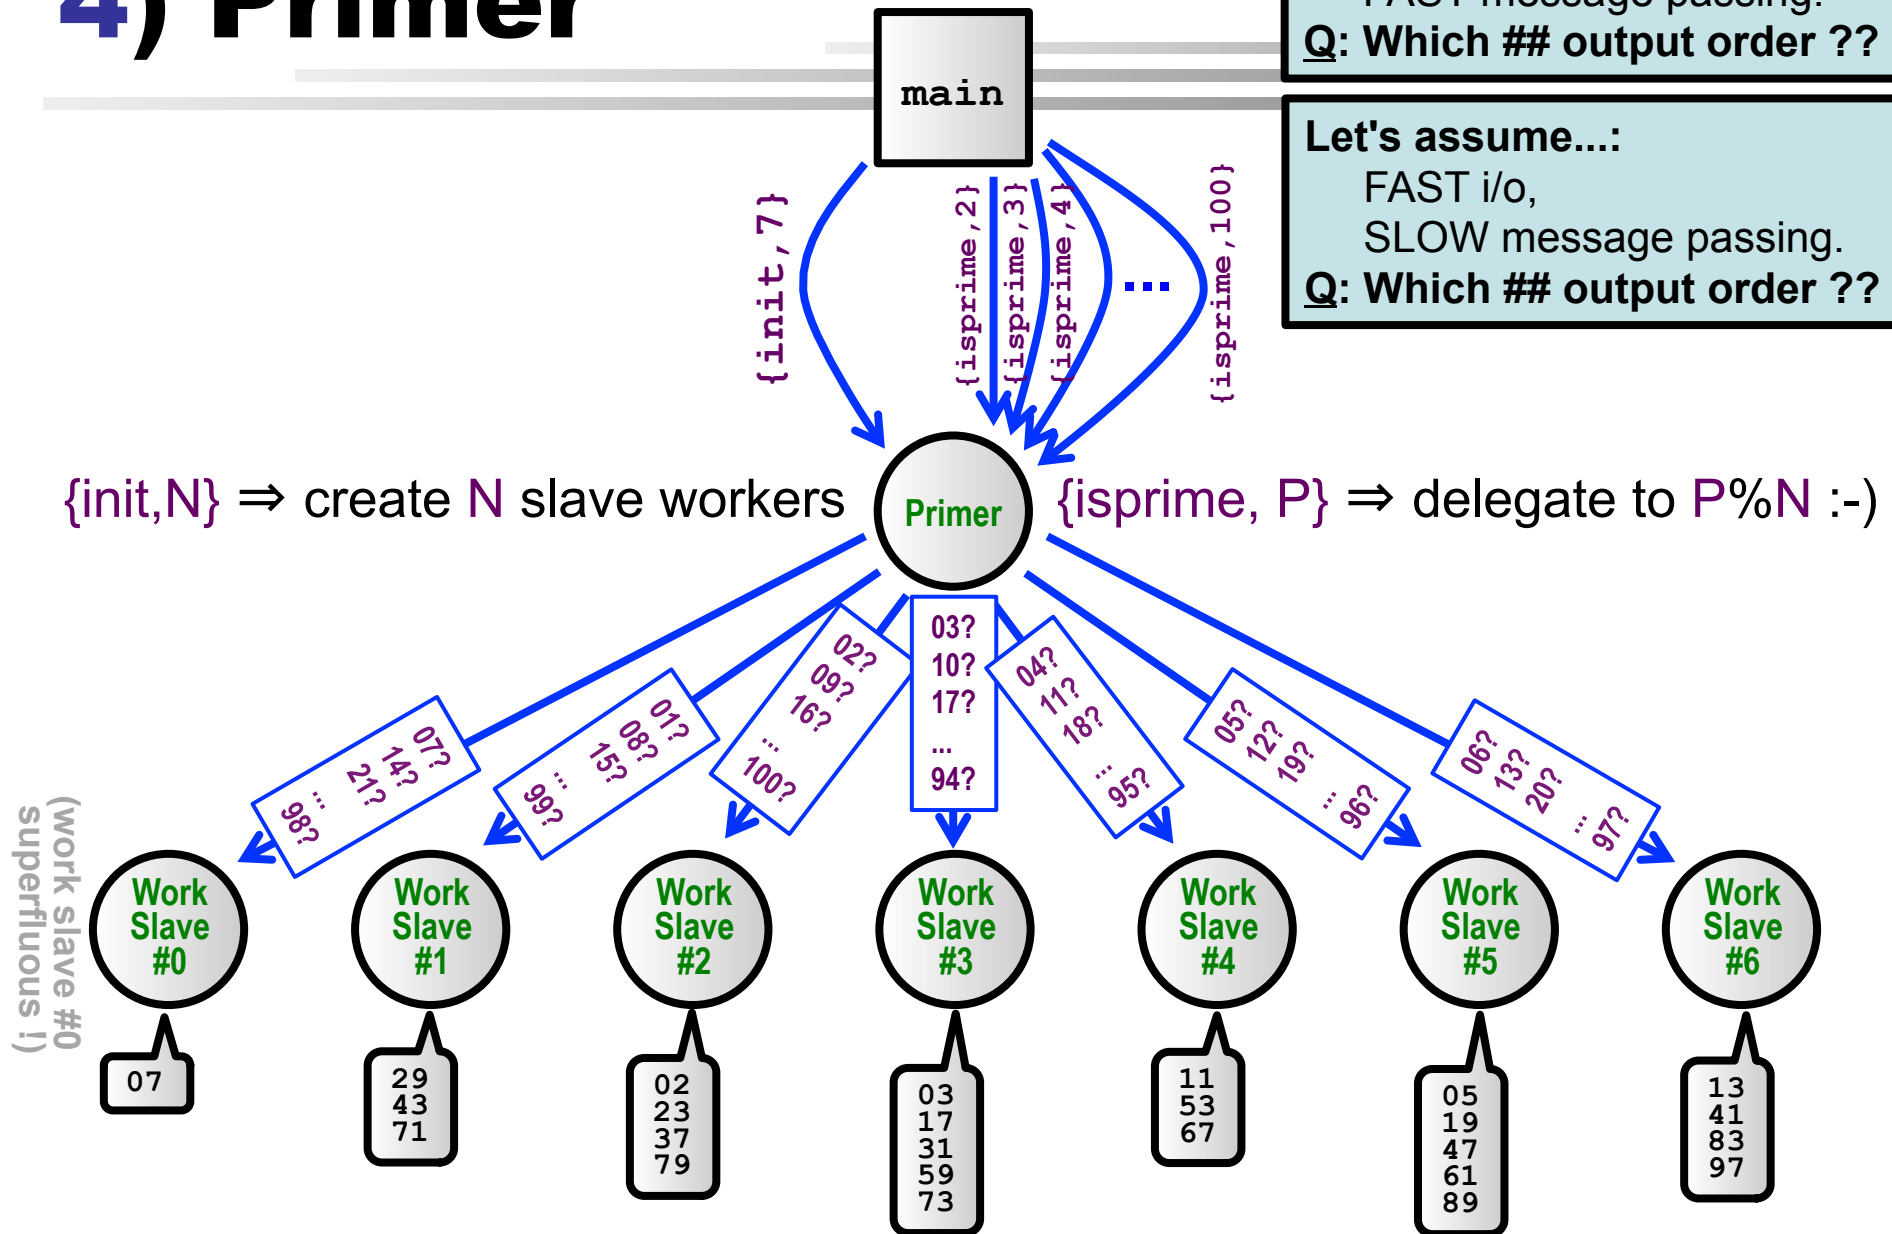 4) Primer
FAST message passing.
Q: Which ## output order ??
main
Let's assume...:
FAST i/o,
SLOW message passing.
Q: Which ## output order ??
{init,7}
{isprime,2}
{isprime,3}
{isprime,4}
...
{isprime,100}
{init,N} ⇒ create N slave workers
Primer
{isprime, P} ⇒ delegate to P%N :-)
07?
14?
21?
...
98?
01?
08?
15?
...
99?
02?
09?
16?
...
100?
03?
10?
17?
...
94?
04?
11?
18?
...
95?
05?
12?
19?
...
96?
06?
13?
20?
...
97?
(work slave #0
superfluous !)
Work
Slave
#0
Work
Slave
#1
Work
Slave
#2
Work
Slave
#3
Work
Slave
#4
Work
Slave
#5
Work
Slave
#6
07
29
43
71
02
23
37
79
03
17
31
59
73
11
53
67
05
19
47
61
89
13
41
83
97